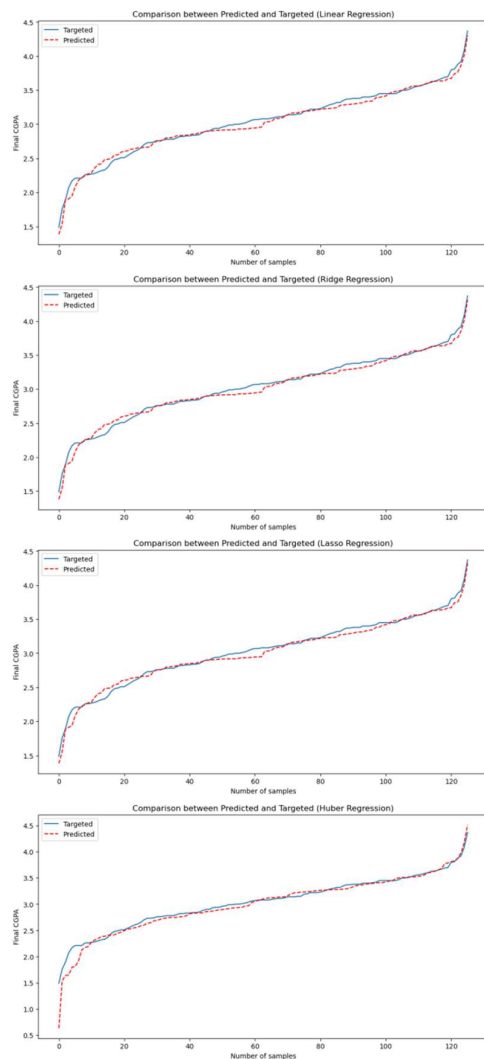 Comparison between Predicted and Targeted (Linear Regression)
4.5
Targeted
Predicted
4.0
3.5
3.0
2.5
2.0
1.5
Final CGPA
0 20 40 60 80 100 120
Number of samples
Comparison between Predicted and Targeted (Ridge Regression)
4.5
Targeted
Predicted
4.0
3.5
3.0
2.5
2.0
1.5
Final CGPA
0 20 40 60 80 100 120
Number of samples
Comparison between Predicted and Targeted (Lasso Regression)
4.5
Targeted
Predicted
4.0
3.5
3.0
2.5
2.0
1.5
Final CGPA
0 20 40 60 80 100 120
Number of samples
Comparison between Predicted and Targeted (Huber Regression)
Targeted
4.5
Predicted
4.0
3.5
3.0
2.5
2.0
1.5
1.0
0.5
Final CGPA
0 20 40 60 80 100 120
Number of samples